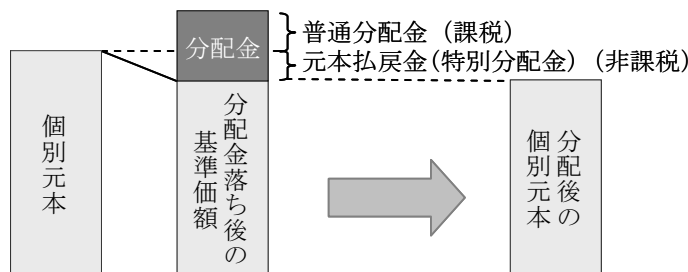 分配金
普通分配金（課税）
元本払戻金（特別分配金）（非課税）
個別元本
分配金落ち後の
基準価額
分配後の
個別元本